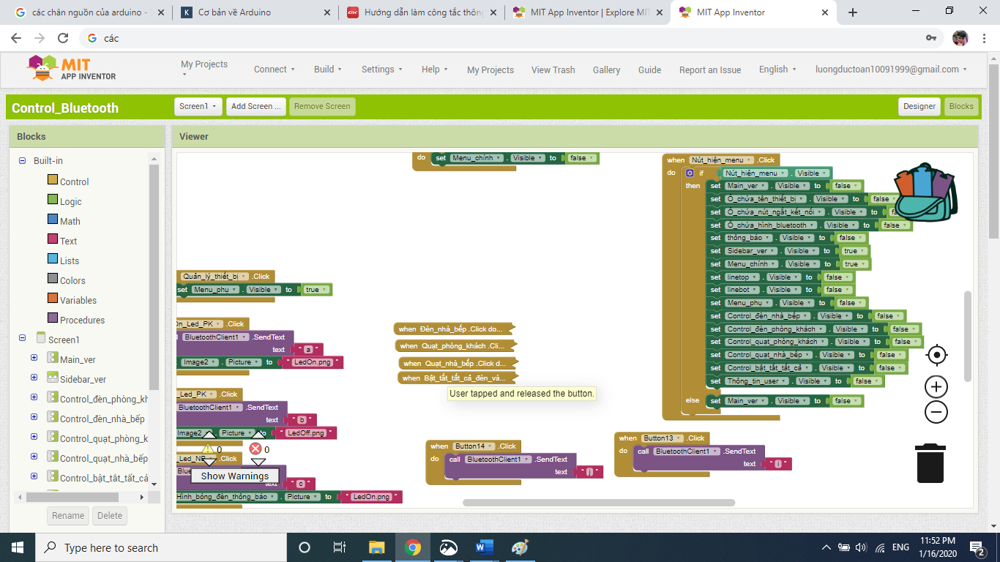 các chân nguồn của arduino - T
Cơ bản về Arduino
Hướng dẫn làm công tắc thông
MIT App Inventor | Explore MIT
MIT App Inventor
các
MIT
APP INVENTOR
My Projects
Connect
Build
Settings
Help
My Projects
View Trash
Gallery
Guide
Report an Issue
English
luongductoan10091999@gmail.com
Control_Bluetooth
Screen1
Add Screen ...
Remove Screen
Designer
Blocks
Blocks
Built-in
Control
Logic
Math
Text
Lists
Colors
Variables
Procedures
Screen1
Main_ver
Sidebar_ver
Control_đèn_phòng_kh
Control_đèn_nhà_bếp
Control_quạt_phòng_k
Control_quạt_nhà_bếp
Control_bật_tắt_tất_cả
Rename
Delete
Viewer
do set Menu_chính . Visible to false
Quản_lý_thiết_bị .Click
set Menu_phu . Visible to true
On_Led_PK .Click
BluetoothClient1 .SendText
text " a "
Image2 . Picture to " LedOn.png "
_Led_PK .Click
BluetoothClient1 .SendText
text " b "
Image2 . Picture to " LedOff.png "
.Click
text " c "
Hình_bóng_đèn_thông_báo . Picture to " LedOn.png "
0
0
Show Warnings
when Đèn_nhà_bếp .Click do...
when Quạt_phòng_khách .Cli...
when Quạt_nhà_bếp .Click d...
when Bật_tắt_tất_cả_đèn_và...
User tapped and released the button.
when Button14 .Click
do call BluetoothClient1 .SendText
text " j "
when Button13 .Click
do call BluetoothClient1 .SendText
text " i "
when Nút_hiện_menu .Click
do if Nút_hiện_menu . Visible
then set Main_ver . Visible to false
set Ô_chứa_tên_thiết_bị . Visible to false
set Ô_chứa_nút_ngắt_kết_nối . Visible to
set Ô_chứa_hình_bluetooth . Visible to false
set thông_báo . Visible to false
set Sidebar_ver . Visible to true
set Menu_chính . Visible to true
set linetop . Visible to false
set linebot . Visible to false
set Menu_phu . Visible to false
set Control_đèn_nhà_bếp . Visible to false
set Control_đèn_phòng_khách . Visible to false
set Control_quạt_phòng_khách . Visible to false
set Control_quạt_nhà_bếp . Visible to false
set Control_bật_tắt_tất_cả . Visible to false
set Thông_tin_user . Visible to false
else set Main_ver . Visible to false
Type here to search
ENG
11:52 PM
1/16/2020
2